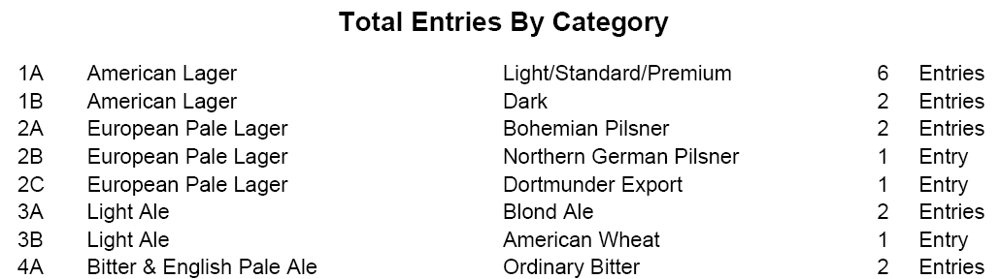 Total Entries By Category
1A American Lager Light/Standard/Premium 6 Entries
1B American Lager Dark 2 Entries
2A European Pale Lager Bohemian Pilsner 2 Entries
2B European Pale Lager Northern German Pilsner 1 Entry
2C European Pale Lager Dortmunder Export 1 Entry
3A Light Ale Blond Ale 2 Entries
3B Light Ale American Wheat 1 Entry
4A Bitter & English Pale Ale Ordinary Bitter 2 Entries